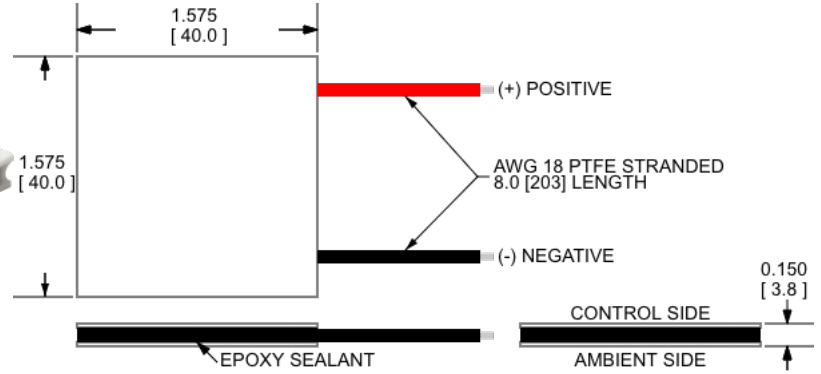 1.575
[ 40.0 ]
(+) POSITIVE
1.575
[ 40.0 ]
AWG 18 PTFE STRANDED
8.0 [203] LENGTH
(-) NEGATIVE
0.150
[ 3.8 ]
CONTROL SIDE
EPOXY SEALANT
AMBIENT SIDE